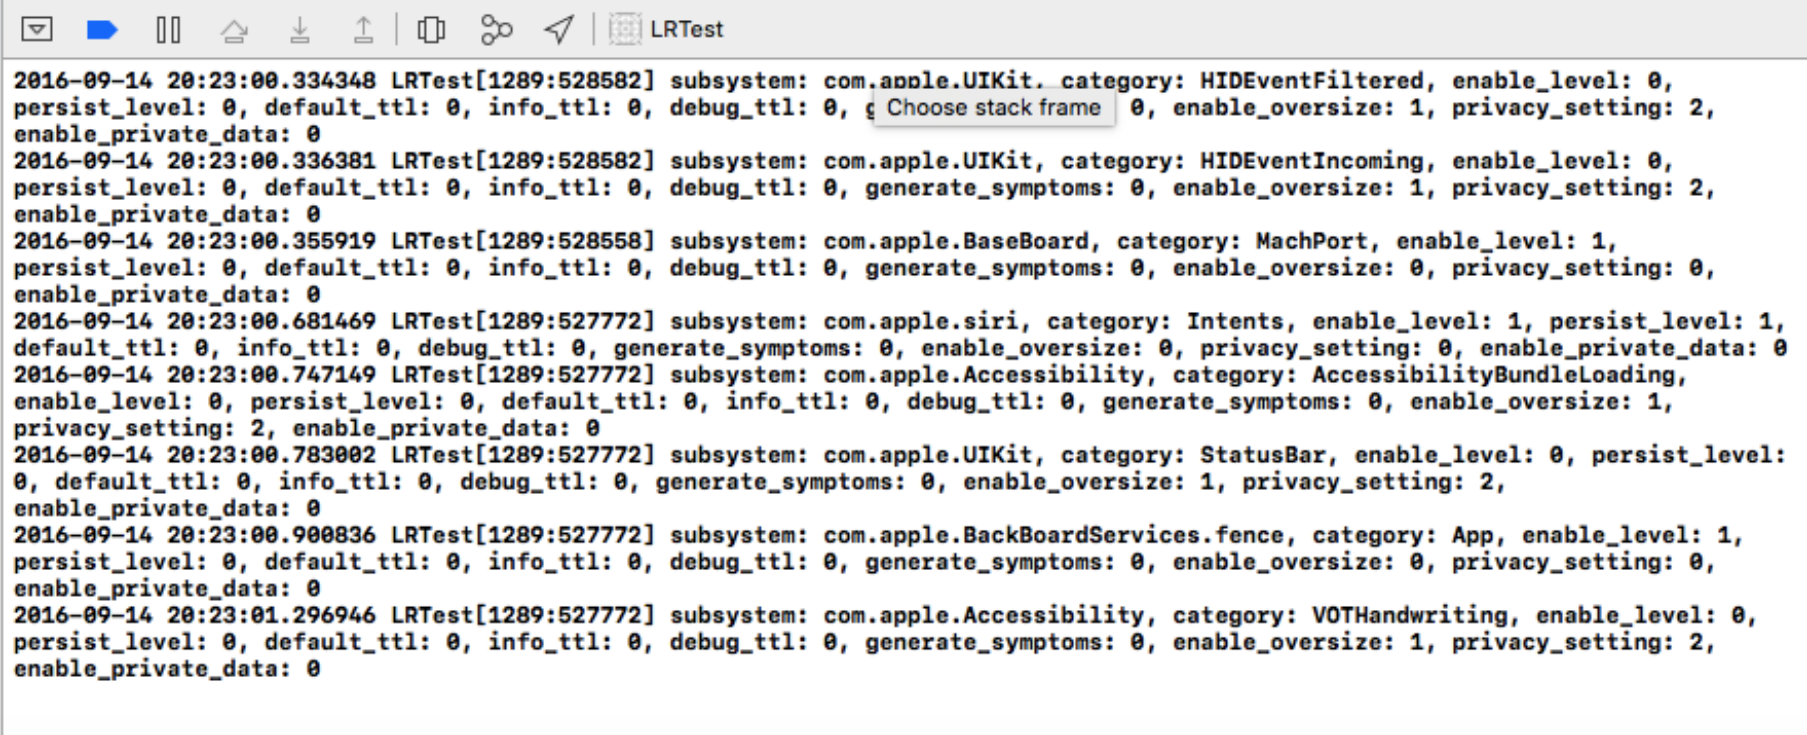 LRTest
2016-09-14 20:23:00.334348 LRTest[1289:528582] subsystem: com.apple.UIKit, category: HIDEventFiltered, enable_level: 0,
persist_level: 0, default_ttl: 0, info_ttl: 0, debug_ttl: 0, g Choose stack frame 0, enable_oversize: 1, privacy_setting: 2,
enable_private_data: 0
2016-09-14 20:23:00.336381 LRTest[1289:528582] subsystem: com.apple.UIKit, category: HIDEventIncoming, enable_level: 0,
persist_level: 0, default_ttl: 0, info_ttl: 0, debug_ttl: 0, generate_symptoms: 0, enable_oversize: 1, privacy_setting: 2,
enable_private_data: 0
2016-09-14 20:23:00.355919 LRTest[1289:528558] subsystem: com.apple.BaseBoard, category: MachPort, enable_level: 1,
persist_level: 0, default_ttl: 0, info_ttl: 0, debug_ttl: 0, generate_symptoms: 0, enable_oversize: 0, privacy_setting: 0,
enable_private_data: 0
2016-09-14 20:23:00.681469 LRTest[1289:527772] subsystem: com.apple.siri, category: Intents, enable_level: 1, persist_level: 1,
default_ttl: 0, info_ttl: 0, debug_ttl: 0, generate_symptoms: 0, enable_oversize: 0, privacy_setting: 0, enable_private_data: 0
2016-09-14 20:23:00.747149 LRTest[1289:527772] subsystem: com.apple.Accessibility, category: AccessibilityBundleLoading,
enable_level: 0, persist_level: 0, default_ttl: 0, info_ttl: 0, debug_ttl: 0, generate_symptoms: 0, enable_oversize: 1,
privacy_setting: 2, enable_private_data: 0
2016-09-14 20:23:00.783002 LRTest[1289:527772] subsystem: com.apple.UIKit, category: StatusBar, enable_level: 0, persist_level:
0, default_ttl: 0, info_ttl: 0, debug_ttl: 0, generate_symptoms: 0, enable_oversize: 1, privacy_setting: 2,
enable_private_data: 0
2016-09-14 20:23:00.900836 LRTest[1289:527772] subsystem: com.apple.BackBoardServices.fence, category: App, enable_level: 1,
persist_level: 0, default_ttl: 0, info_ttl: 0, debug_ttl: 0, generate_symptoms: 0, enable_oversize: 0, privacy_setting: 0,
enable_private_data: 0
2016-09-14 20:23:01.296946 LRTest[1289:527772] subsystem: com.apple.Accessibility, category: VOTHandwriting, enable_level: 0,
persist_level: 0, default_ttl: 0, info_ttl: 0, debug_ttl: 0, generate_symptoms: 0, enable_oversize: 1, privacy_setting: 2,
enable_private_data: 0